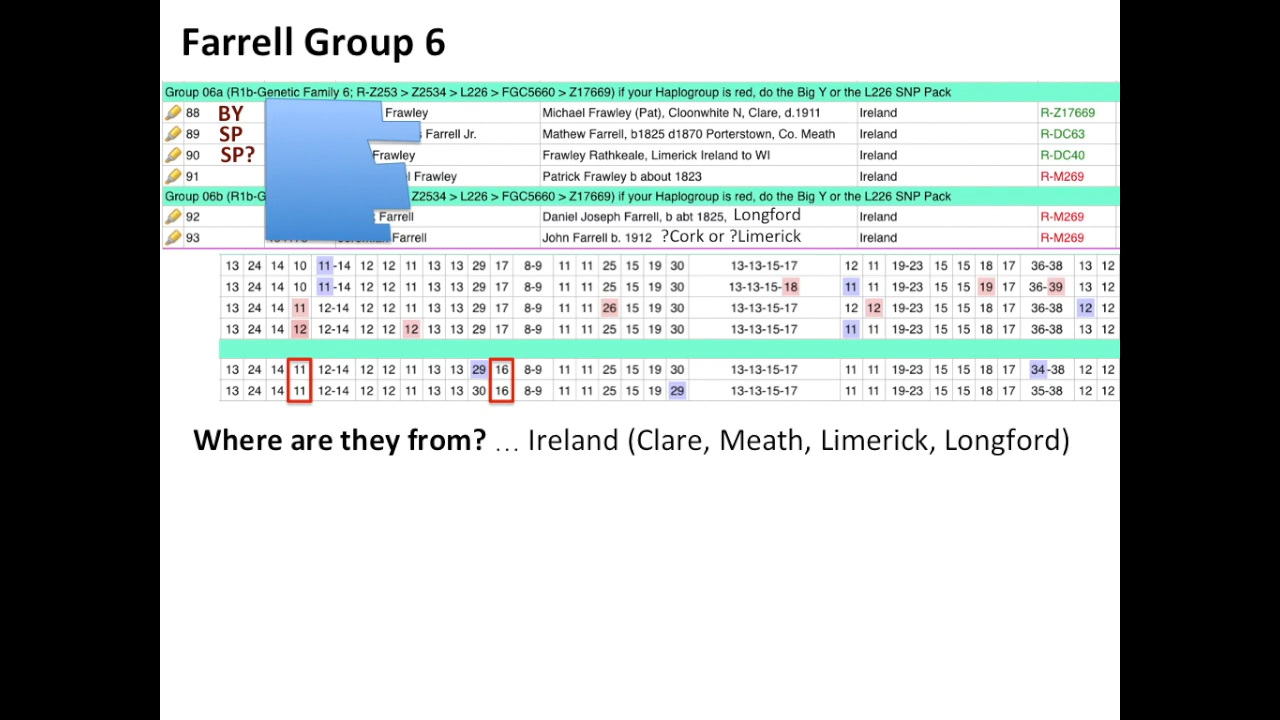 Farrell Group 6
Group 06a (R1b-Genetic Family 6; R-Z253 > Z2534 > L226 > FGC5660 > Z17669) if your Haplogroup is red, do the Big Y or the L226 SNP Pack
88 BY Frawley Michael Frawley (Pat), Cloonwhite N, Clare, d.1911 Ireland R-Z17669
89 SP Farrell Jr. Mathew Farrell, b1825 d1870 Porterstown, Co. Meath Ireland R-DC63
90 SP? Frawley Frawley Rathkeale, Limerick Ireland to WI Ireland R-DC40
91 Frawley Patrick Frawley b about 1823 Ireland R-M269
Group 06b (R1b-G Z2534 > L226 > FGC5660 > Z17669) if your Haplogroup is red, do the Big Y or the L226 SNP Pack
92 Farrell Daniel Joseph Farrell, b abt 1825, Longford Ireland R-M269
93 Farrell John Farrell b. 1912 ?Cork or ?Limerick Ireland R-M269
13 24 14 10 11-14 12 12 11 13 13 29 17 8-9 11 11 25 15 19 30 13-13-15-17 12 11 19-23 15 15 18 17 36-38 13 12
13 24 14 10 11-14 12 12 11 13 13 29 17 8-9 11 11 25 15 19 30 13-13-15-18 11 11 19-23 15 15 19 17 36-39 13 12
13 24 14 11 12-14 12 12 11 13 13 29 17 8-9 11 11 26 15 19 30 13-13-15-17 12 12 19-23 15 15 18 17 36-38 12 12
13 24 14 12 12-14 12 12 12 13 13 29 17 8-9 11 11 25 15 19 30 13-13-15-17 11 11 19-23 15 15 18 17 36-38 13 12
13 24 14 11 12-14 12 12 11 13 13 29 16 8-9 11 11 25 15 19 30 13-13-15-17 11 11 19-23 15 15 18 17 34-38 12 12
13 24 14 11 12-14 12 12 11 13 13 30 16 8-9 11 11 25 15 19 29 13-13-15-17 11 11 19-23 15 15 18 17 35-38 12 12
Where are they from? ... Ireland (Clare, Meath, Limerick, Longford)